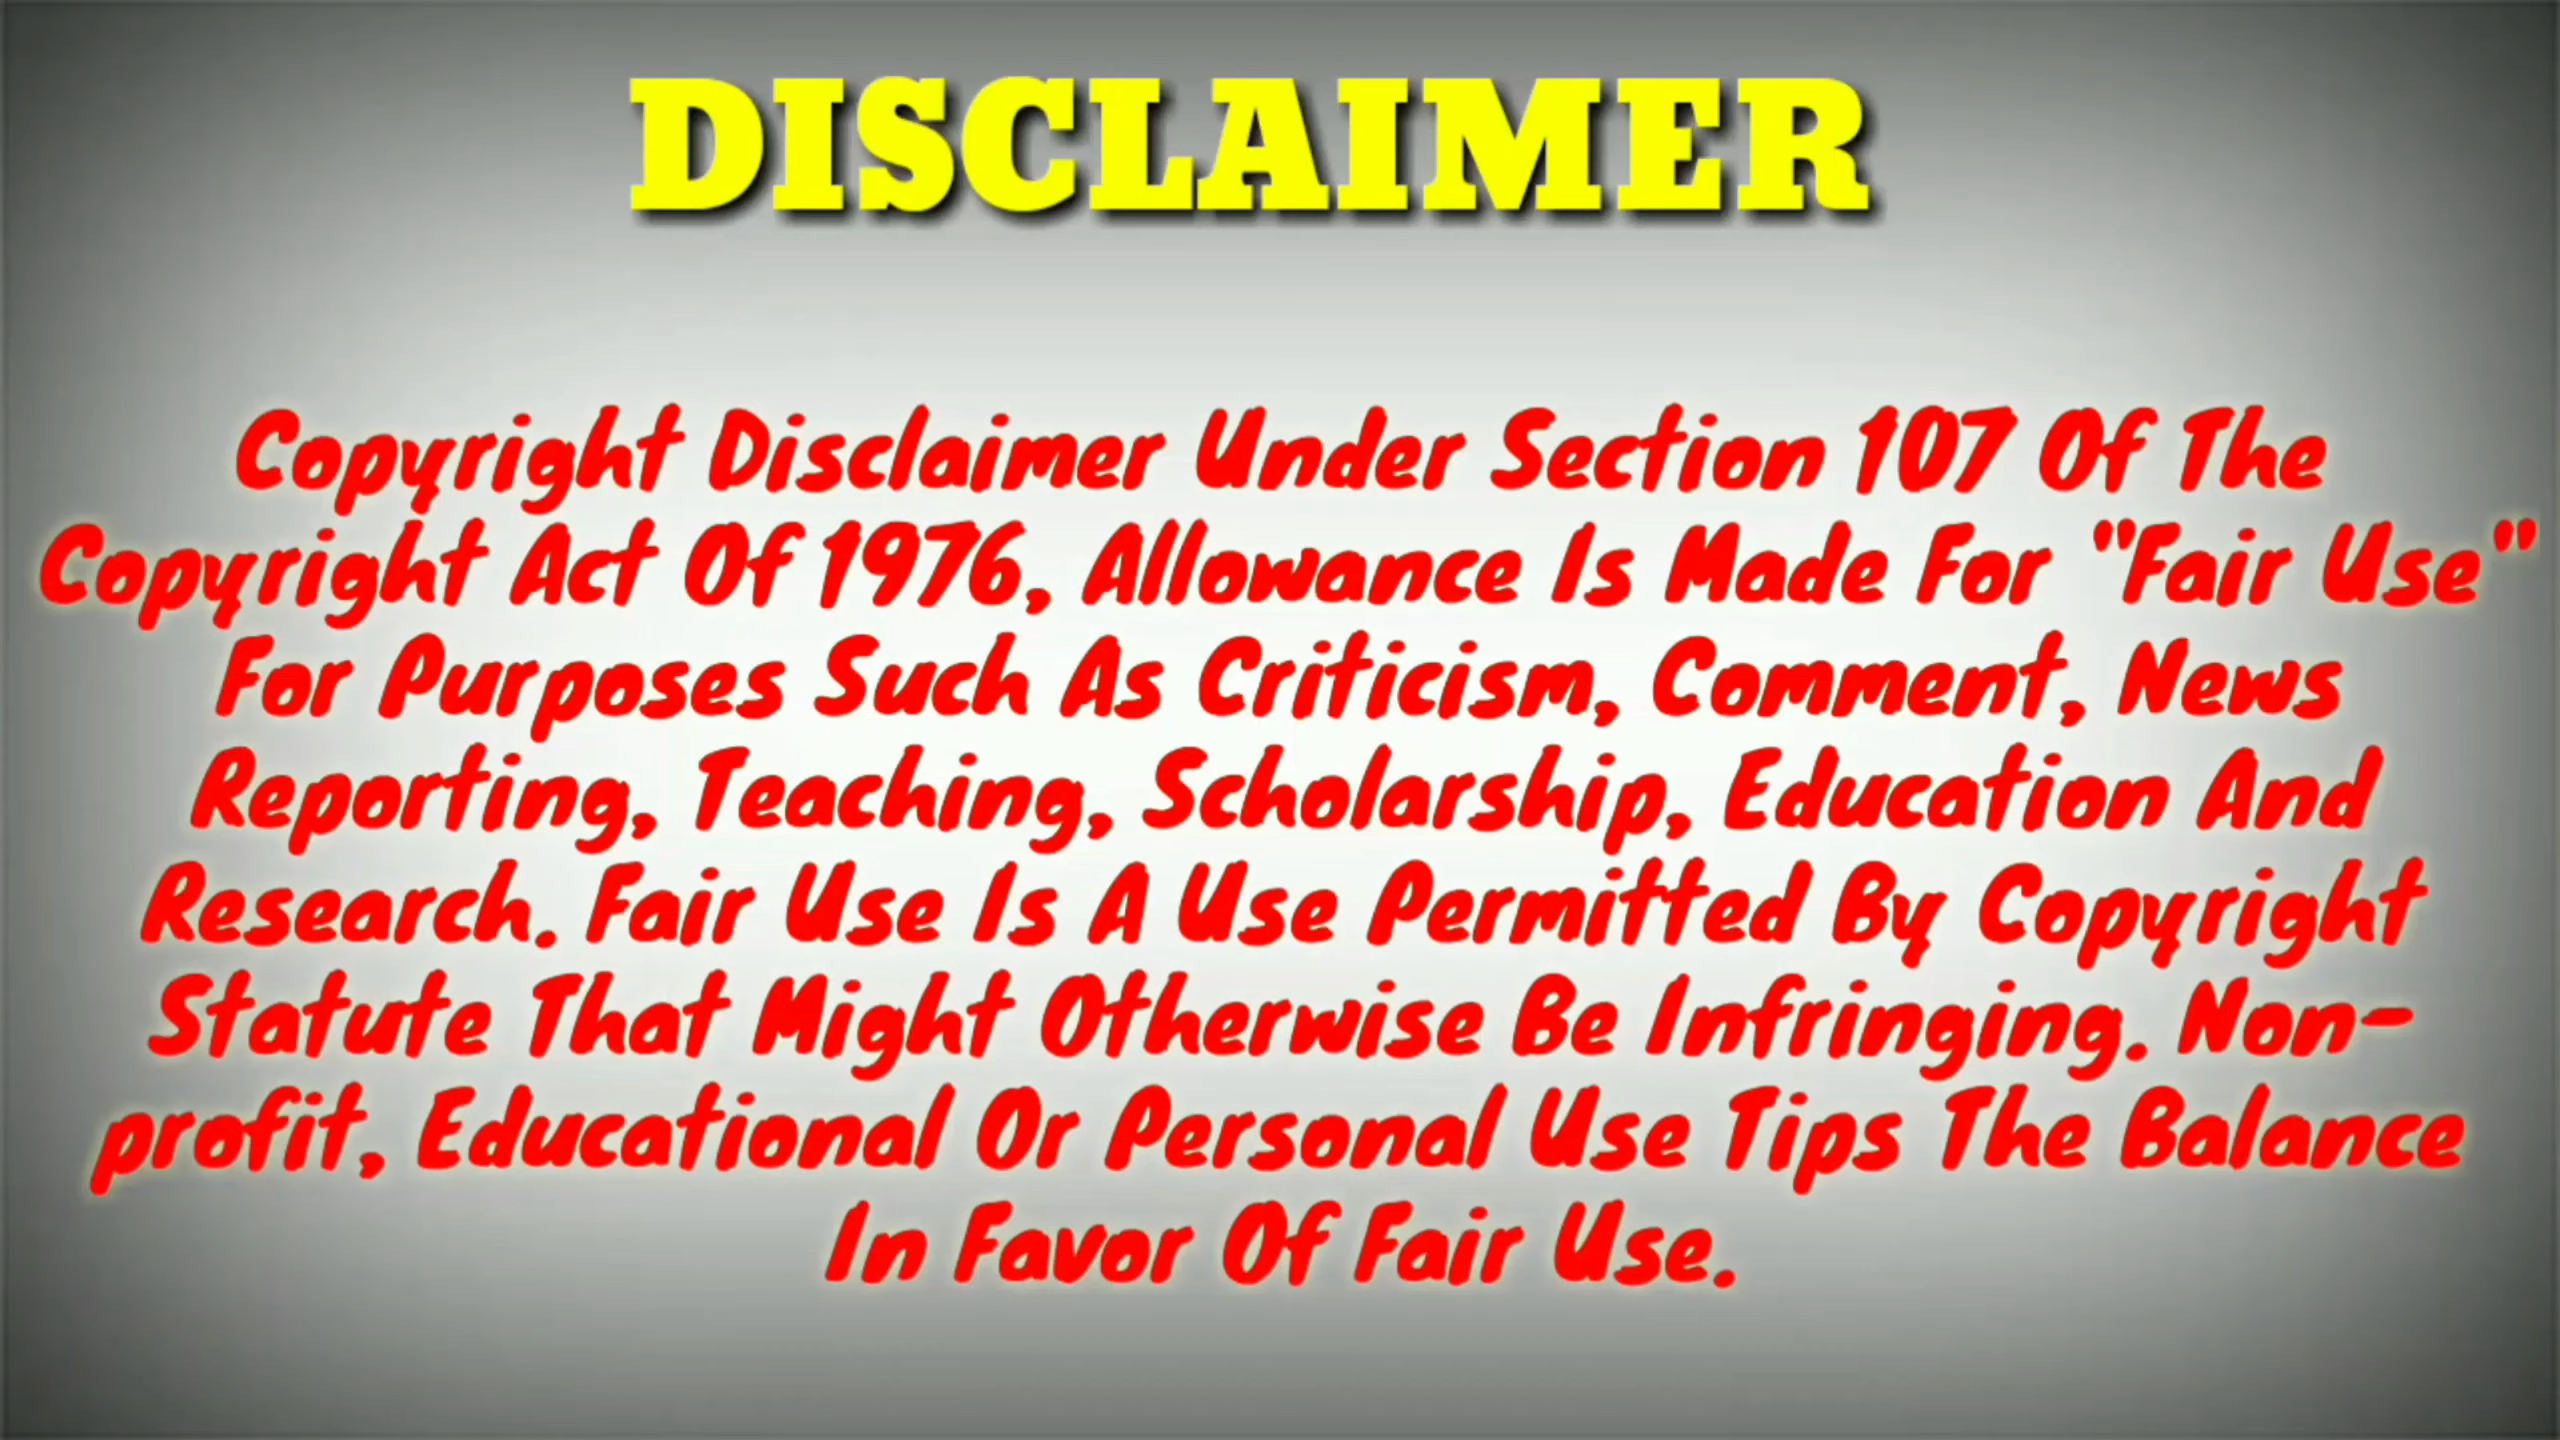 DISCLAIMER
Copyright Disclaimer Under Section 107 Of The
Copyright Act Of 1976, Allowance Is Made For "Fair Use"
For Purposes Such As Criticism, Comment, News
Reporting, Teaching, Scholarship, Education And
Research. Fair Use Is A Use Permitted By Copyright
Statute That Might Otherwise Be Infringing. Non-
profit, Educational Or Personal Use Tips The Balance
In Favor Of Fair Use.